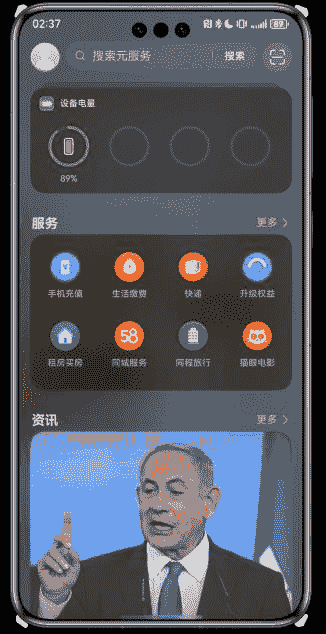 02:37
89
搜索元服务
搜索
设备电量
89%
服务
更多
手机充值
生活缴费
快递
升级权益
租房买房
58
同城服务
同程旅行
猫眼电影
资讯
更多